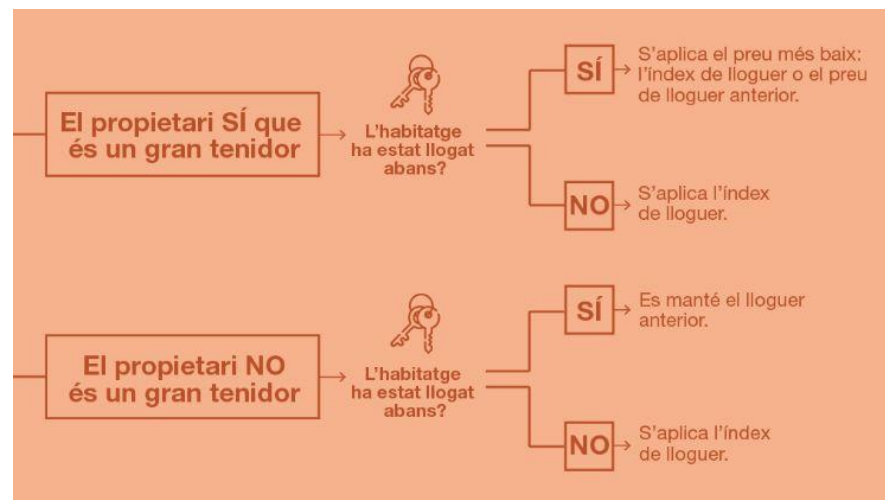 El propietari SÍ que
és un gran tenidor
L'habitatge
ha estat llogat
abans?
SÍ
S'aplica el preu més baix:
l'índex de lloguer o el preu
de lloguer anterior.
NO
S'aplica l'índex
de lloguer.
El propietari NO
és un gran tenidor
L'habitatge
ha estat llogat
abans?
SÍ
Es manté el lloguer
anterior.
NO
S'aplica l'índex
de lloguer.